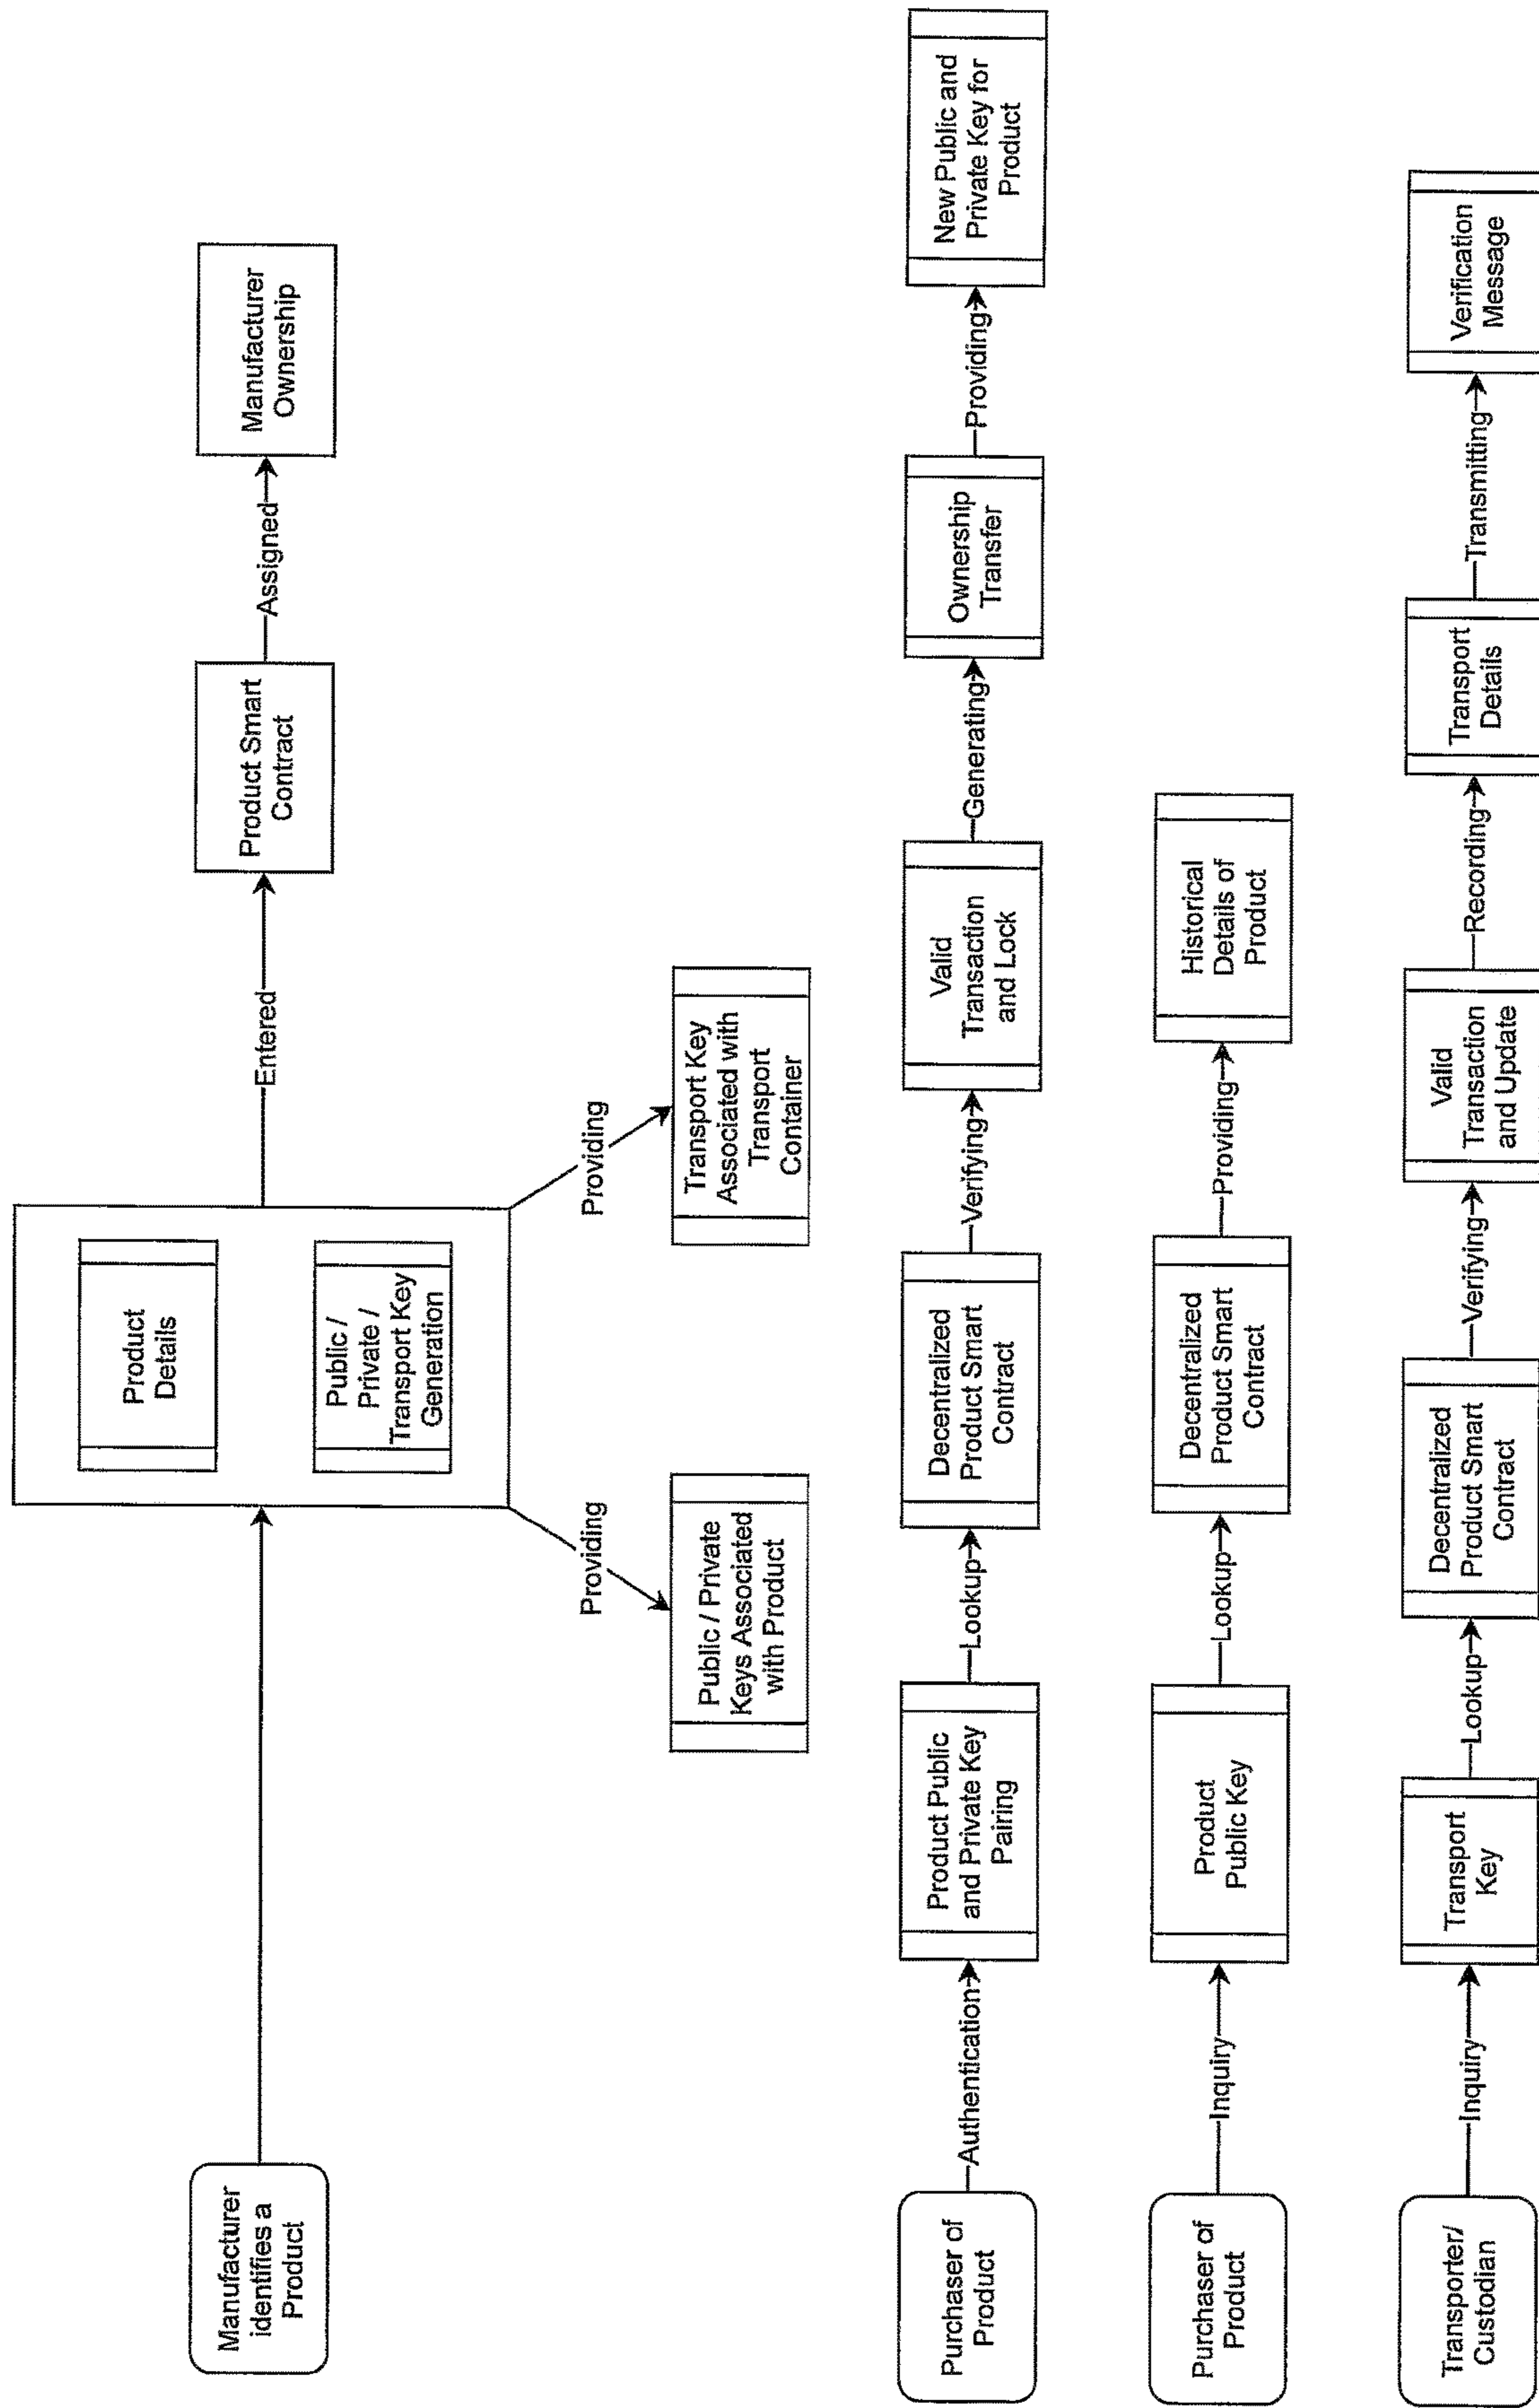 Manufacturer
identifies a
Product
Product
Details
Public /
Private /
Transport Key
Generation
Entered
Product Smart
Contract
Assigned
Manufacturer
Ownership
Providing
Public / Private
Keys Associated
with Product
Providing
Transport Key
Associated with
Transport
Container
Purchaser of
Product
Authentication
Product Public
and Private Key
Pairing
Lookup
Decentralized
Product Smart
Contract
Verifying
Valid
Transaction
and Lock
Generating
Ownership
Transfer
Providing
New Public and
Private Key for
Product
Purchaser of
Product
Inquiry
Product
Public Key
Lookup
Decentralized
Product Smart
Contract
Providing
Historical
Details of
Product
Transporter/
Custodian
Inquiry
Transport
Key
Lookup
Decentralized
Product Smart
Contract
Verifying
Valid
Transaction
and Update
Recording
Transport
Details
Transmitting
Verification
Message